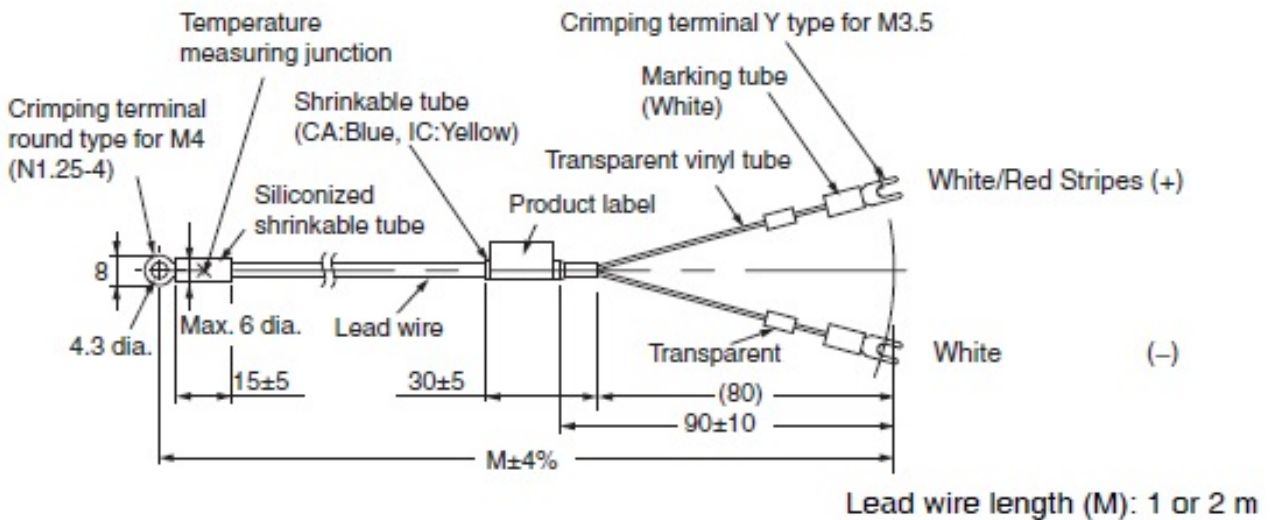 Temperature
measuring junction
Crimping terminal Y type for M3.5
Marking tube
(White)
Crimping terminal
round type for M4
(N1.25-4)
Shrinkable tube
(CA:Blue, IC:Yellow)
Transparent vinyl tube
White/Red Stripes (+)
Siliconized
shrinkable tube
Product label
8
4.3 dia.
Max. 6 dia.
Lead wire
Transparent
White (–)
15±5
30±5
(80)
90±10
M±4%
Lead wire length (M): 1 or 2 m